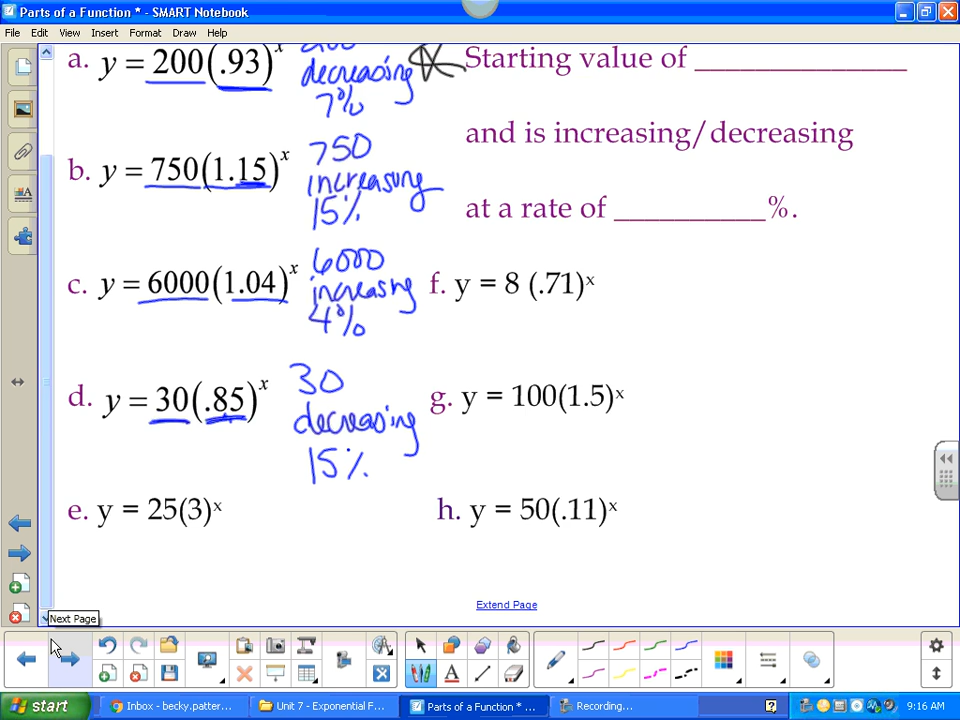 Parts of a Function * - SMART Notebook
File Edit View Insert Format Draw Help
a. y = 200(.93)^x
decreasing
7%
Starting value of _______________
and is increasing/decreasing
at a rate of __________%.
b. y = 750(1.15)^x
750
increasing
15%
c. y = 6000(1.04)^x
6000
increasing
4%
d. y = 30(.85)^x
30
decreasing
15%
e. y = 25(3)^x
f. y = 8 (.71)^x
g. y = 100(1.5)^x
h. y = 50(.11)^x
Extend Page
Next Page
start
Inbox - becky.patter...
Unit 7 - Exponential F...
Parts of a Function * ...
Recording...
9:16 AM